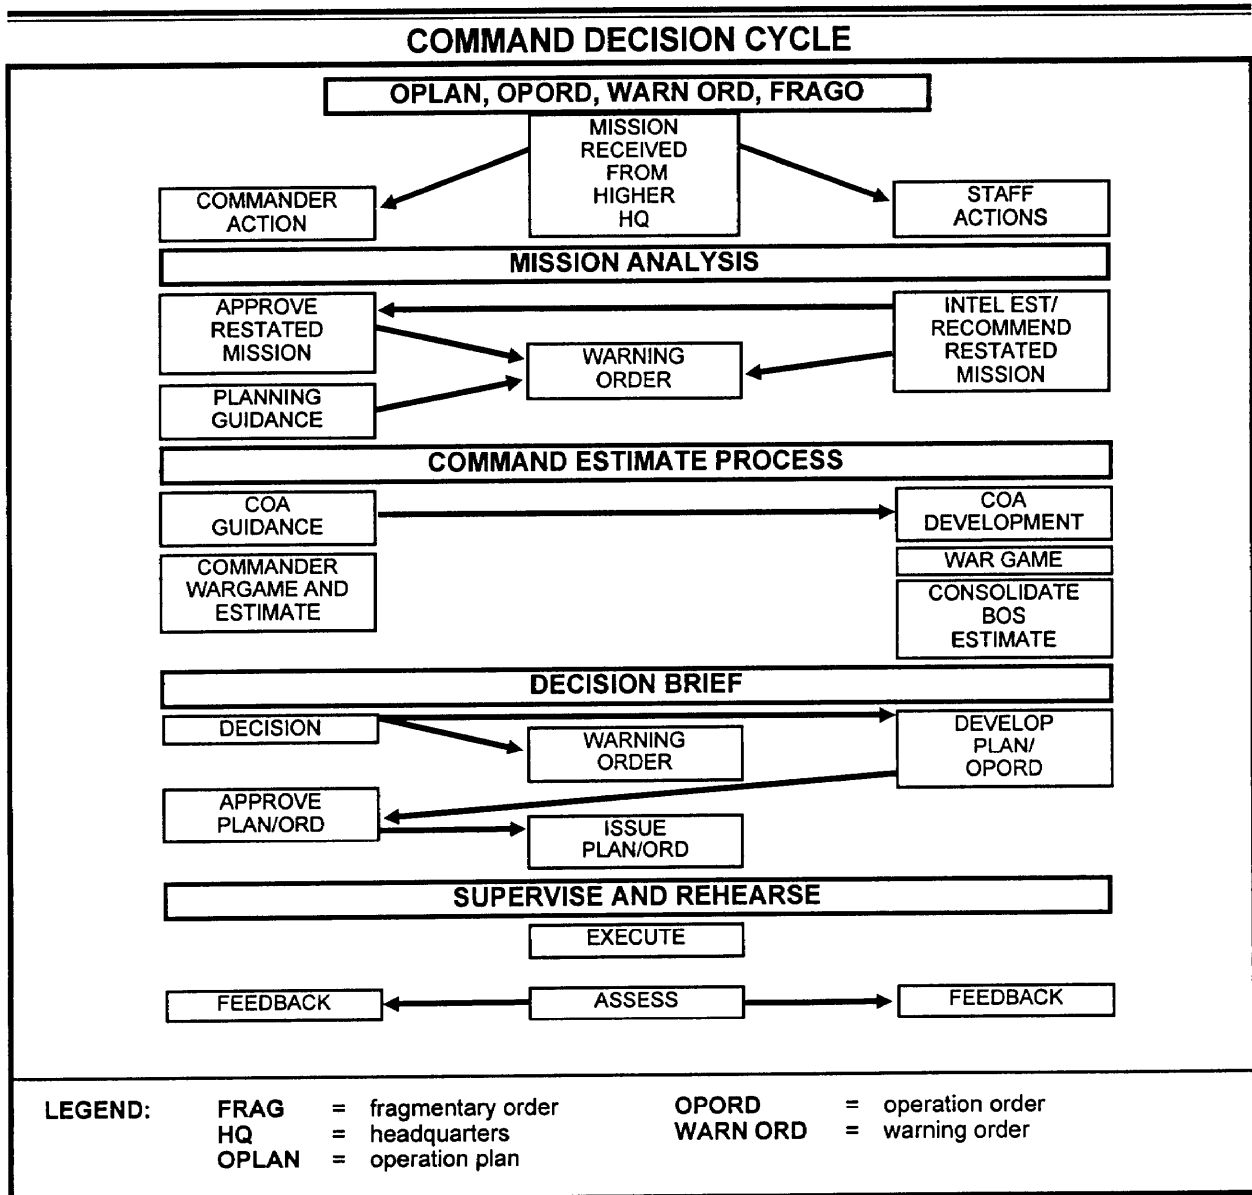 COMMAND DECISION CYCLE
OPLAN, OPORD, WARN ORD, FRAGO
MISSION
RECEIVED
FROM
HIGHER
HQ
COMMANDER
ACTION
STAFF
ACTIONS
MISSION ANALYSIS
APPROVE
RESTATED
MISSION
INTEL EST/
RECOMMEND
RESTATED
MISSION
WARNING
ORDER
PLANNING
GUIDANCE
COMMAND ESTIMATE PROCESS
COA
GUIDANCE
COA
DEVELOPMENT
COMMANDER
WARGAME AND
ESTIMATE
WAR GAME
CONSOLIDATE
BOS
ESTIMATE
DECISION BRIEF
DECISION
WARNING
ORDER
DEVELOP
PLAN/
OPORD
APPROVE
PLAN/ORD
ISSUE
PLAN/ORD
SUPERVISE AND REHEARSE
EXECUTE
FEEDBACK
ASSESS
FEEDBACK
LEGEND:
FRAG = fragmentary order
HQ = headquarters
OPLAN = operation plan
OPORD = operation order
WARN ORD = warning order